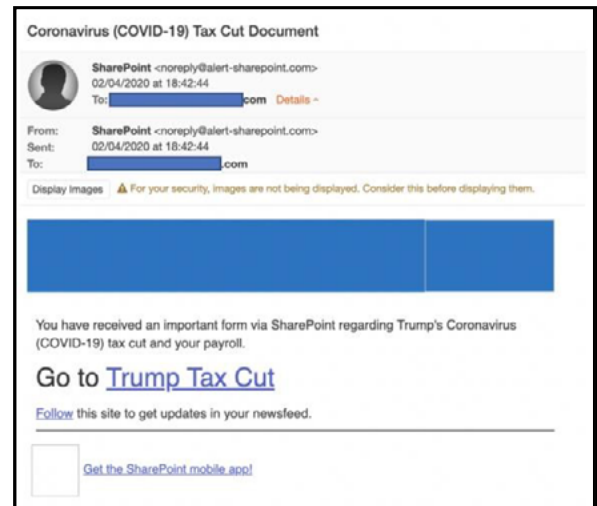 Coronavirus (COVID-19) Tax Cut Document
SharePoint <noreply@alert-sharepoint.com>
02/04/2020 at 18:42:44
To: com Details
From: SharePoint <noreply@alert-sharepoint.com>
Sent: 02/04/2020 at 18:42:44
To: .com
Display Images For your security, images are not being displayed. Consider this before displaying them.
You have received an important form via SharePoint regarding Trump's Coronavirus
(COVID-19) tax cut and your payroll.
Go to Trump Tax Cut
Follow this site to get updates in your newsfeed.
Get the SharePoint mobile app!